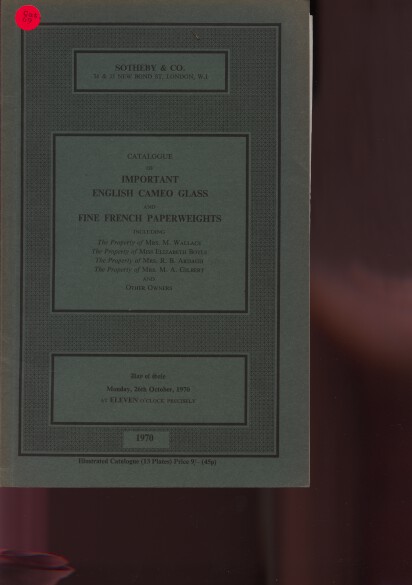 SOTHEBY & CO.
34 & 35 NEW BOND ST., LONDON, W.1
CATALOGUE
OF
IMPORTANT
ENGLISH CAMEO GLASS
AND
FINE FRENCH PAPERWEIGHTS
INCLUDING
The Property of MRS. M. WALLACE
The Property of MISS ELIZABETH
The Property of MRS. R. B.
The Property of MRS. M. A. GILBERT
AND
OTHER OWNERS
Day of Sale
Monday, 26th October, 1970
AT ELEVEN O'CLOCK PRECISELY
1970
Illustrated Catalogue (13 Plates) Price 9/- (45p)